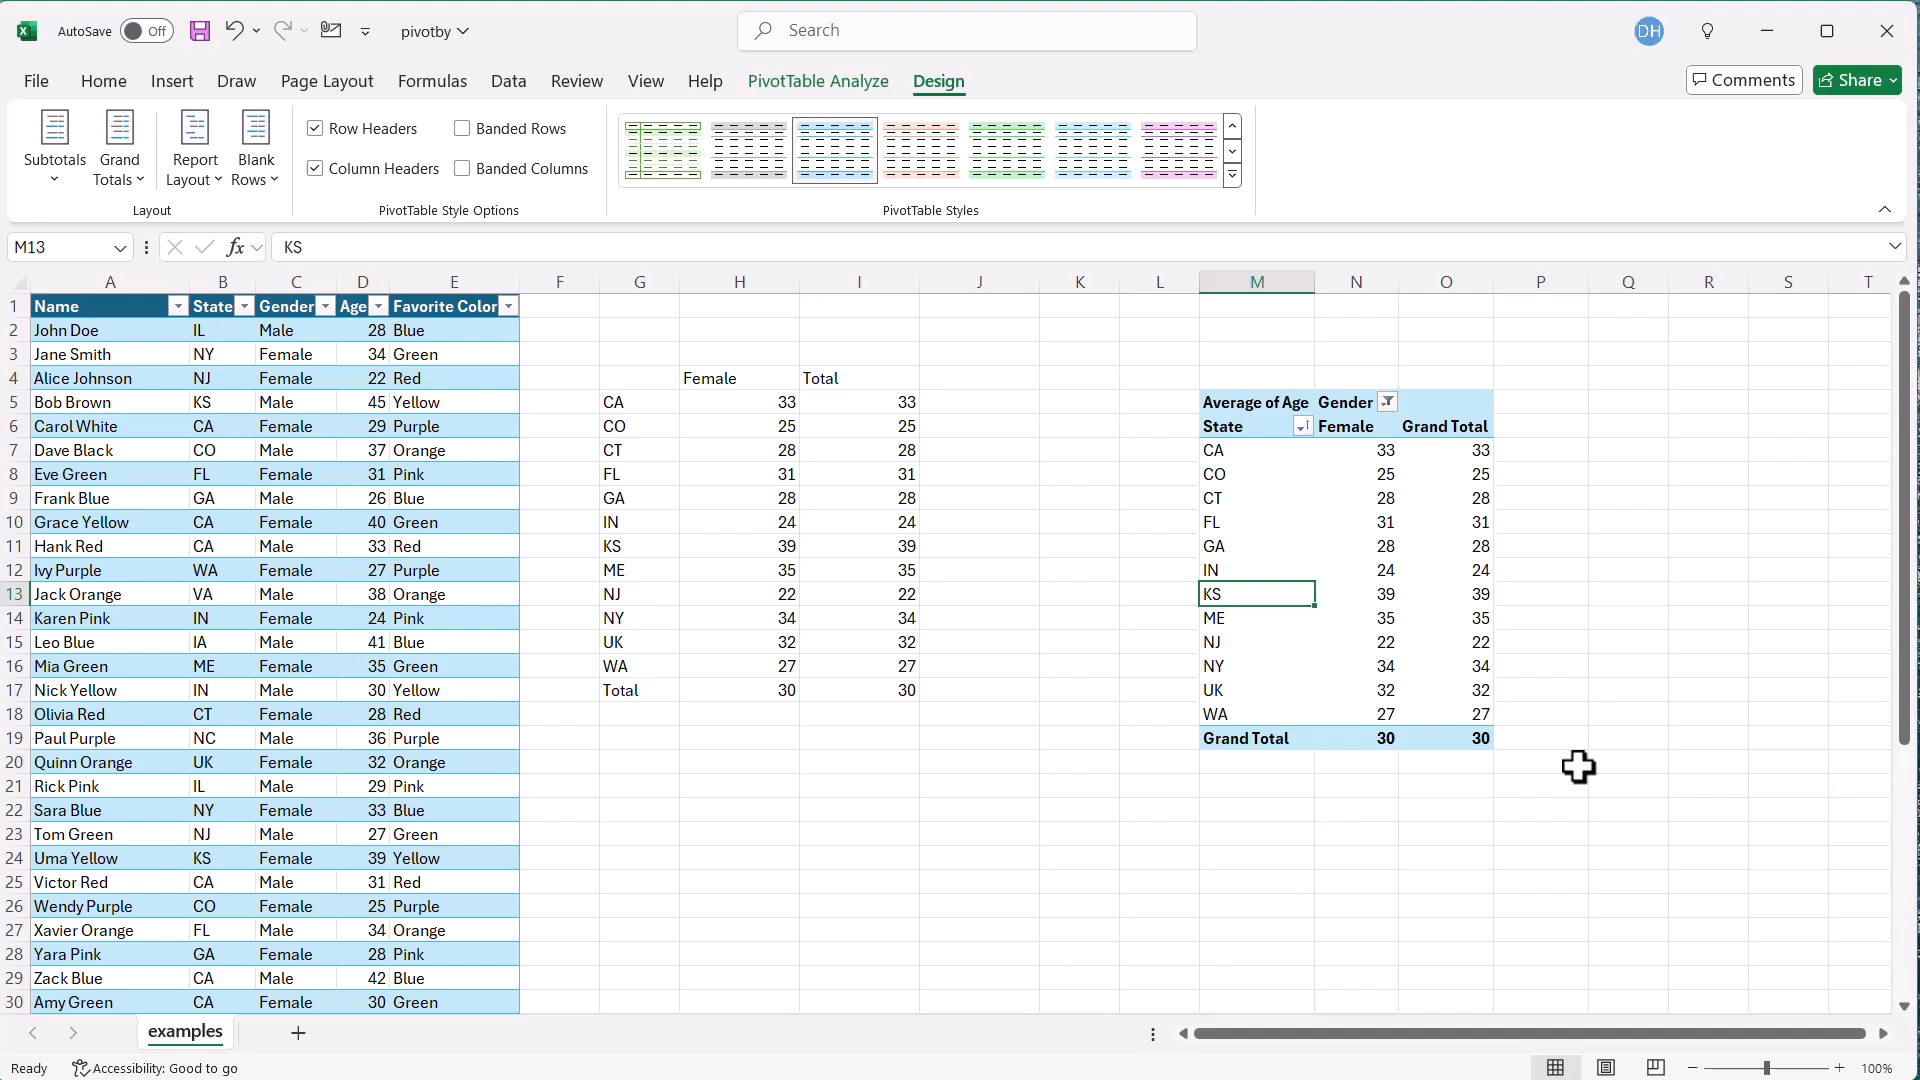 AutoSave Off pivotby Search DH
File Home Insert Draw Page Layout Formulas Data Review View Help PivotTable Analyze Design Comments Share
Subtotals Grand Totals Report Layout Blank Rows
Row Headers Banded Rows
Column Headers Banded Columns
Layout PivotTable Style Options PivotTable Styles
M13 fx KS
A B C D E F G H I J K L M N O P Q R S T
1 Name State Gender Age Favorite Color
2 John Doe IL Male 28 Blue
3 Jane Smith NY Female 34 Green
4 Alice Johnson NJ Female 22 Red Female Total
5 Bob Brown KS Male 45 Yellow CA 33 33 Average of Age Gender
6 Carol White CA Female 29 Purple CO 25 25 State Female Grand Total
7 Dave Black CO Male 37 Orange CT 28 28 CA 33 33
8 Eve Green FL Female 31 Pink FL 31 31 CO 25 25
9 Frank Blue GA Male 26 Blue GA 28 28 CT 28 28
10 Grace Yellow CA Female 40 Green IN 24 24 FL 31 31
11 Hank Red CA Male 33 Red KS 39 39 GA 28 28
12 Ivy Purple WA Female 27 Purple ME 35 35 IN 24 24
13 Jack Orange VA Male 38 Orange NJ 22 22 KS 39 39
14 Karen Pink IN Female 24 Pink NY 34 34 ME 35 35
15 Leo Blue IA Male 41 Blue UK 32 32 NJ 22 22
16 Mia Green ME Female 35 Green WA 27 27 NY 34 34
17 Nick Yellow IN Male 30 Yellow Total 30 30 UK 32 32
18 Olivia Red CT Female 28 Red WA 27 27
19 Paul Purple NC Male 36 Purple Grand Total 30 30
20 Quinn Orange UK Female 32 Orange
21 Rick Pink IL Male 29 Pink
22 Sara Blue NY Female 33 Blue
23 Tom Green NJ Male 27 Green
24 Uma Yellow KS Female 39 Yellow
25 Victor Red CA Male 31 Red
26 Wendy Purple CO Female 25 Purple
27 Xavier Orange FL Male 34 Orange
28 Yara Pink GA Female 28 Pink
29 Zack Blue CA Male 42 Blue
30 Amy Green CA Female 30 Green
examples
Ready Accessibility: Good to go 100%